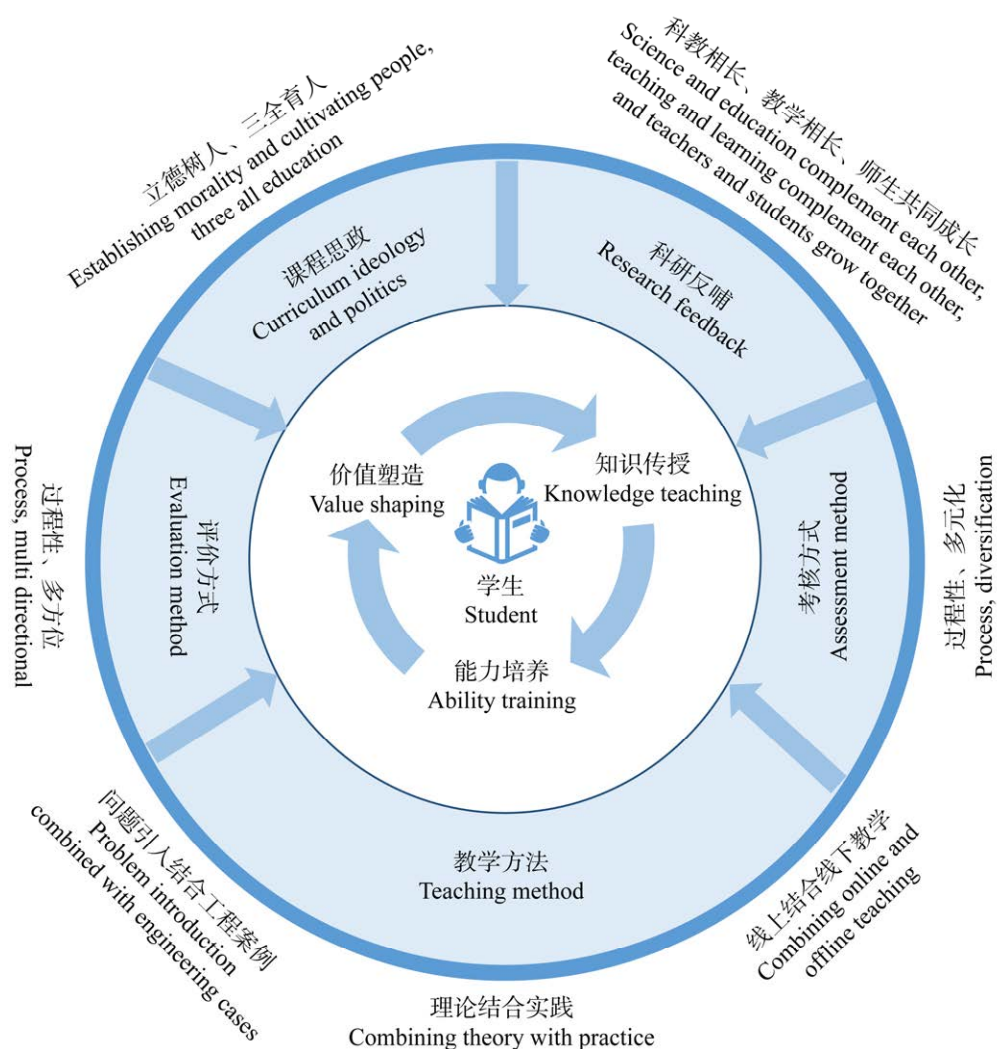 立德树人、三全育人
Establishing morality and cultivating people,
three all education
科教相长、教学相长、师生共同成长
Science and education complement each other,
teaching and learning complement each other,
and teachers and students grow together
课程思政
Curriculum ideology
and politics
科研反哺
Research feedback
价值塑造
Value shaping
知识传授
Knowledge teaching
学生
Student
能力培养
Ability training
过程性、多方位
Process, multi directional
评价方式
Evaluation method
考核方式
Assessment method
过程性、多元化
Process, diversification
教学方法
Teaching method
问题引人结合工程案例
Problem introduction
combined with engineering cases
线上结合线下教学
Combining online and
offline teaching
理论结合实践
Combining theory with practice